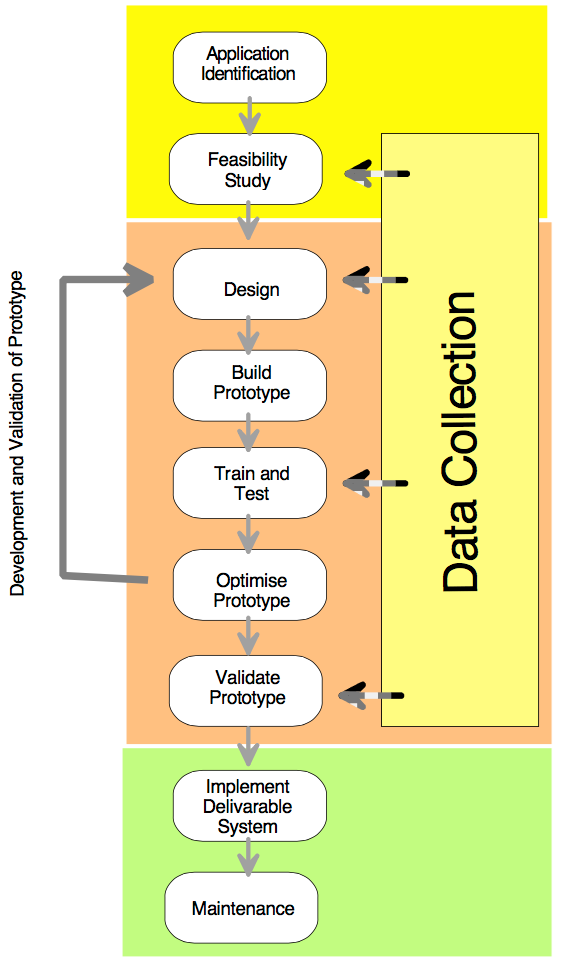 Application
Identification
Feasibility
Study
Design
Build
Prototype
Train and
Test
Optimise
Prototype
Validate
Prototype
Implement
Delivarable
System
Maintenance
Data Collection
Development and Validation of Prototype